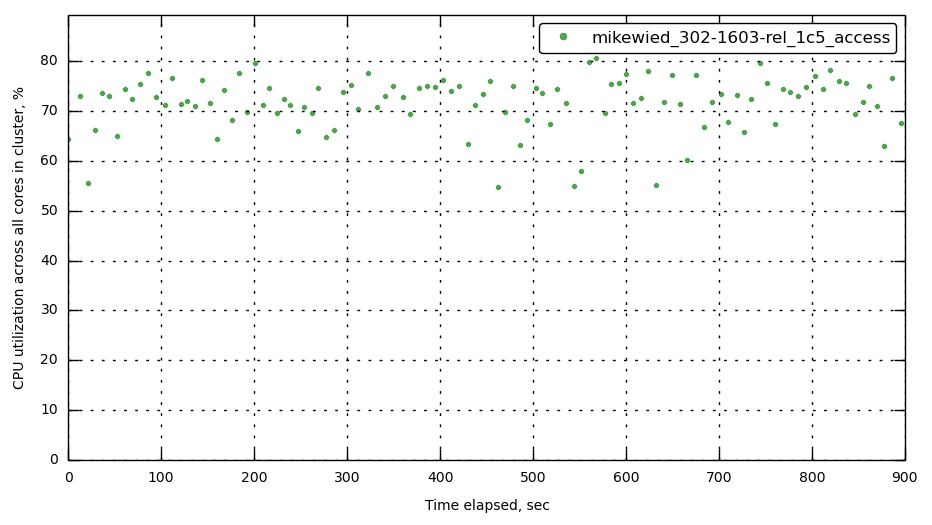 mikewied_302-1603-rel_1c5_access
CPU utilization across all cores in cluster, %
80
70
60
50
40
30
20
10
0
0 100 200 300 400 500 600 700 800 900
Time elapsed, sec